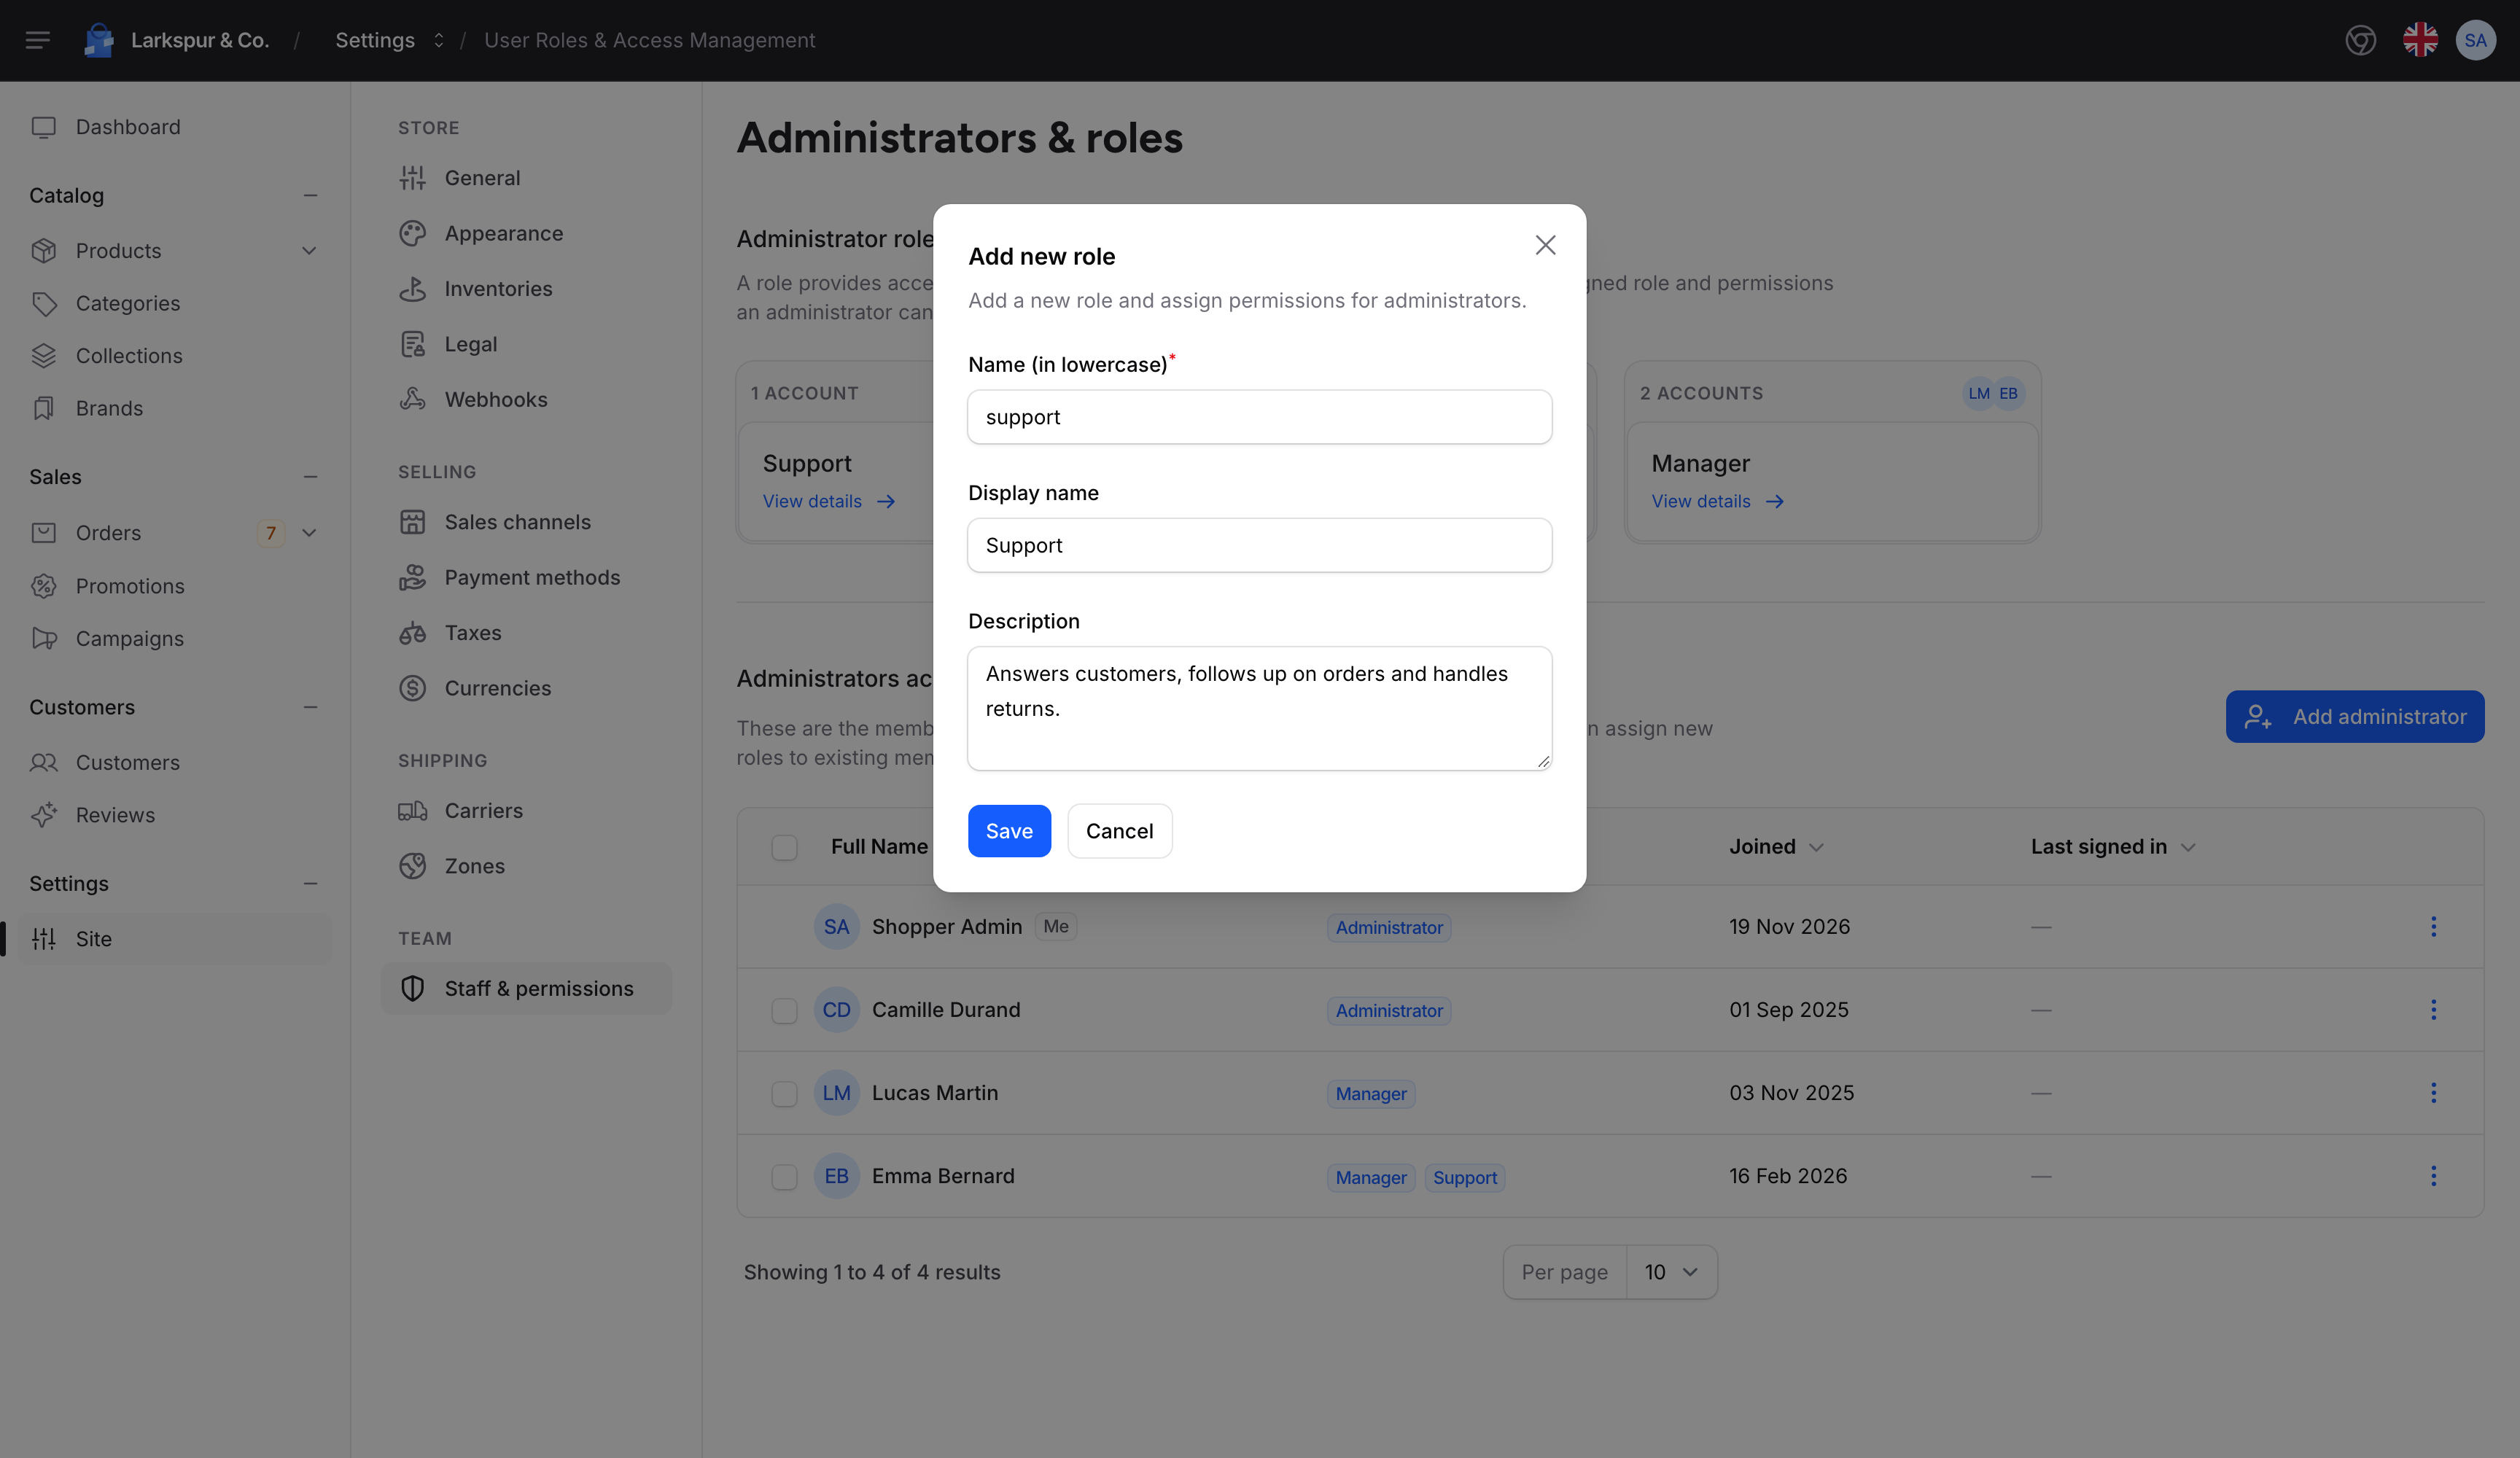 Larkspur & Co. / Settings / User Roles & Access Management
SA
Dashboard
Catalog
Products
Categories
Collections
Brands
Sales
Orders 7
Promotions
Campaigns
Customers
Customers
Reviews
Settings
Site
STORE
General
Appearance
Inventories
Legal
Webhooks
SELLING
Sales channels
Payment methods
Taxes
Currencies
SHIPPING
Carriers
Zones
TEAM
Staff & permissions
Administrators & roles
Administrator role
A role provides acce
gned role and permissions
an administrator can
1 ACCOUNT
Support
View details
2 ACCOUNTS LM EB
Manager
View details
Add new role
Add a new role and assign permissions for administrators.
Name (in lowercase)*
support
Display name
Support
Description
Answers customers, follows up on orders and handles
returns.
Save Cancel
Administrators ac
These are the memb
n assign new
roles to existing mem
Add administrator
Full Name Joined Last signed in
SA Shopper Admin Me Administrator 19 Nov 2026 —
CD Camille Durand Administrator 01 Sep 2025 —
LM Lucas Martin Manager 03 Nov 2025 —
EB Emma Bernard Manager Support 16 Feb 2026 —
Showing 1 to 4 of 4 results
Per page 10